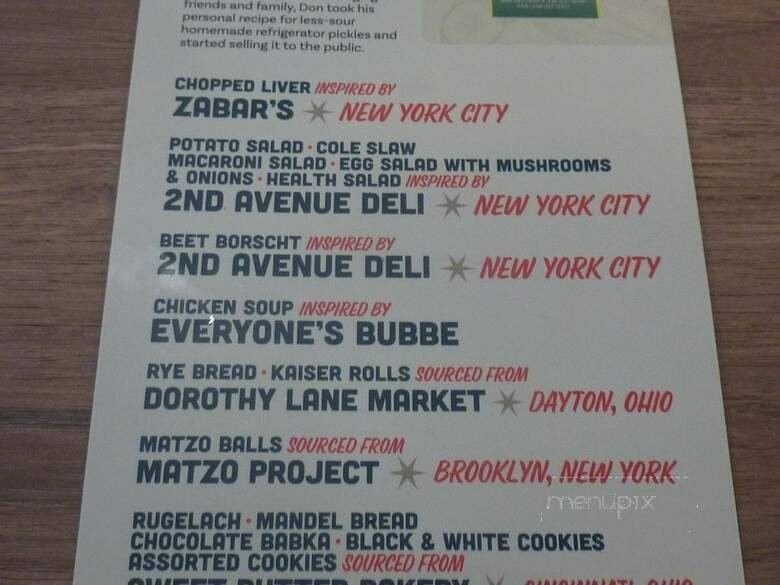 friends and family, Don took his
personal recipe for less-sour
homemade refrigerator pickles and
started selling it to the public.
CHOPPED LIVER INSPIRED BY
ZABAR'S NEW YORK CITY
POTATO SALAD • COLE SLAW
MACARONI SALAD • EGG SALAD WITH MUSHROOMS
& ONIONS • HEALTH SALAD INSPIRED BY
2ND AVENUE DELI NEW YORK CITY
BEET BORSCHT INSPIRED BY
2ND AVENUE DELI NEW YORK CITY
CHICKEN SOUP INSPIRED BY
EVERYONE'S BUBBE
RYE BREAD • KAISER ROLLS SOURCED FROM
DOROTHY LANE MARKET DAYTON, OHIO
MATZO BALLS SOURCED FROM
MATZO PROJECT BROOKLYN, NEW YORK
menupix
RUGELACH • MANDEL BREAD
CHOCOLATE BABKA • BLACK & WHITE COOKIES
ASSORTED COOKIES SOURCED FROM
SWEET BUTTER BAKERY CINCINNATI, OHIO